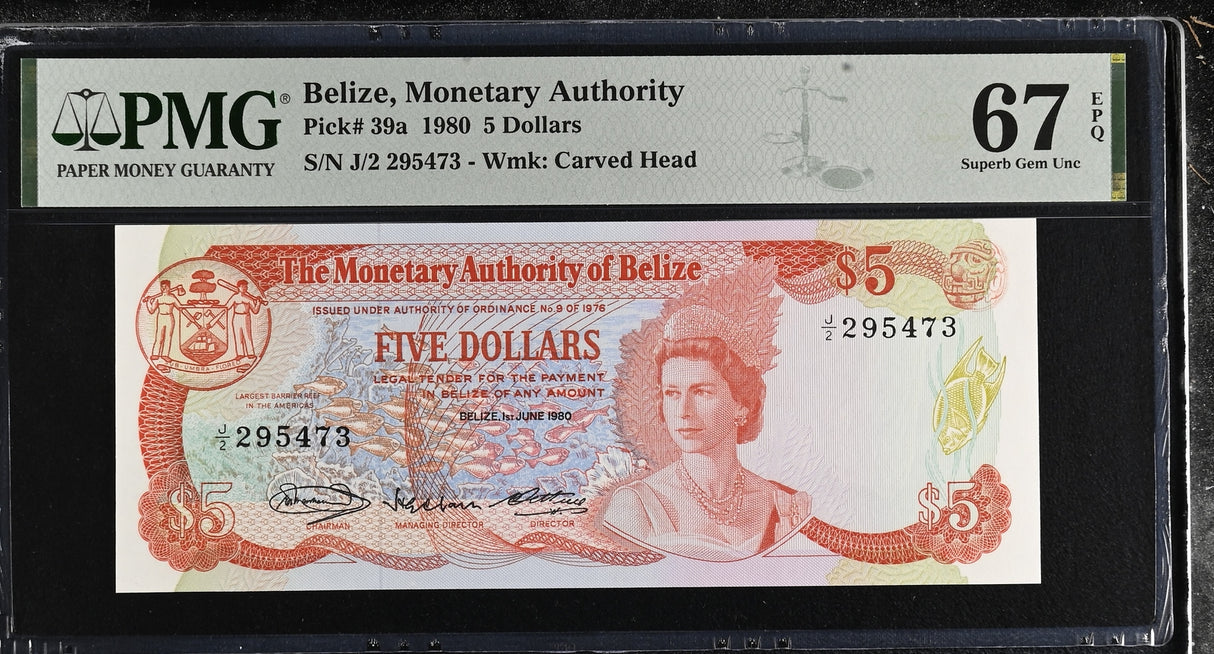 PMG®
PAPER MONEY GUARANTY
Belize, Monetary Authority
Pick# 39a 1980 5 Dollars
S/N J/2 295473 - Wmk: Carved Head
67
EPQ
Superb Gem Unc
The Monetary Authority of Belize
$5
ISSUED UNDER AUTHORITY OF ORDINANCE No.9 OF 1976
J/2 295473
FIVE DOLLARS
LEGAL TENDER FOR THE PAYMENT
IN BELIZE OF ANY AMOUNT
LARGEST BARRIER REEF
IN THE AMERICAS
BELIZE, 1ST JUNE 1980
J/2 295473
$5
$5
CHAIRMAN
MANAGING DIRECTOR
DIRECTOR